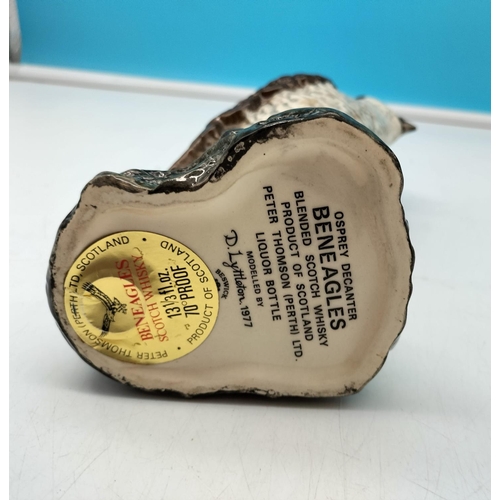 OSPREY DECANTER
BENEAGLES
BLENDED SCOTCH WHISKY
PRODUCT OF SCOTLAND
PETER THOMSON (PERTH) LTD.
LIQUOR BOTTLE
BESWICK
MODELLED BY
D. Lyttleton. 1977
PETER THOMSON (PERTH) LTD SCOTLAND
BENEAGLES
SCOTCH WHISKY
13⅓ fl. oz.
70° PROOF
PRODUCT OF SCOTLAND